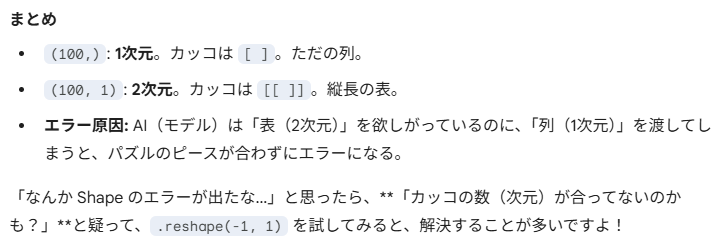 まとめ
• (100,): 1次元。カッコは [ ]。ただの列。
• (100, 1): 2次元。カッコは [[ ]]。縦長の表。
• エラー原因: AI（モデル）は「表（2次元）」を欲しがっているのに、「列（1次元）」を渡してし
まうと、パズルのピースが合わずにエラーになる。
「なんか Shape のエラーが出たな...」と思ったら、**「カッコの数（次元）が合ってないのか
も？」**と疑って、 .reshape(-1, 1) を試してみると、解決することが多いですよ！